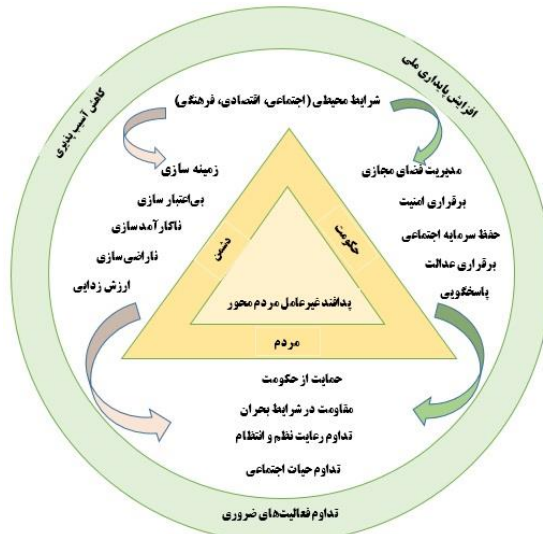 افزایش پایداری ملی
کاهش آسیب پذیری
شرایط محیطی (اجتماعی، اقتصادی، فرهنگی)
مدیریت فضای مجازی
برقراری امنیت
حفظ سرمایه اجتماعی
برقراری عدالت
پاسخگویی
زمینه سازی
بی‌اعتبار سازی
ناکارآمدسازی
ناراضی‌سازی
ارزش زدایی
حکومت
دشمن
پدافند غیرعامل مردم محور
مردم
حمایت از حکومت
مقاومت در شرایط بحران
تداوم رعایت نظم و انتظام
تداوم حیات اجتماعی
تداوم فعالیت‌های ضروری